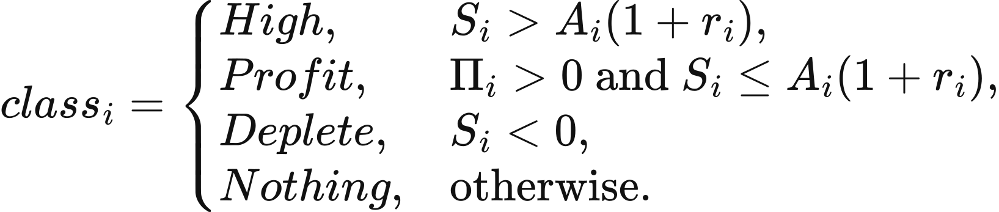 class_i = { High, S_i > A_i(1 + r_i),
Profit, Π_i > 0 and S_i ≤ A_i(1 + r_i),
Deplete, S_i < 0,
Nothing, otherwise.